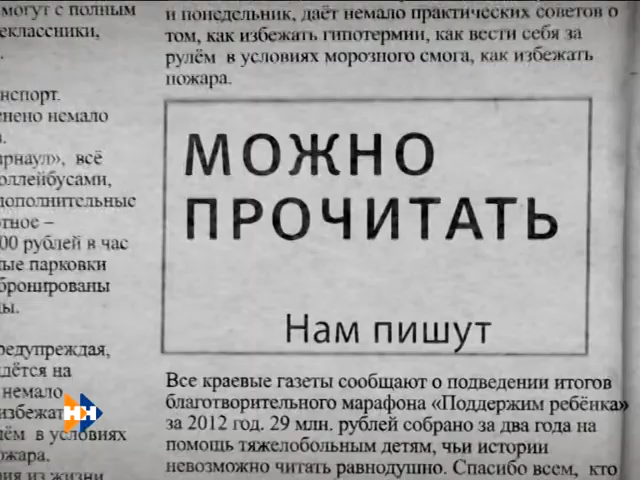 могут с полным
еклассники,
нспорт.
енено немало
а.
рнаул», всё
оллейбусами,
дополнительные
тное –
00 рублей в час
ые парковки
бронированы
ы.
редупреждая,
дётся на
немало
избежат
лём в условиях
ожара.
ия из жизни
и понедельник, даёт немало практических советов о
том, как избежать гипотермии, как вести себя за
рулём в условиях морозного смога, как избежать
пожара.
МОЖНО
ПРОЧИТАТЬ
Нам пишут
Все краевые газеты сообщают о подведении итогов
благотворительного марафона «Поддержим ребёнка»
за 2012 год. 29 млн. рублей собрано за два года на
помощь тяжелобольным детям, чьи истории
невозможно читать равнодушно. Спасибо всем, кто
НН